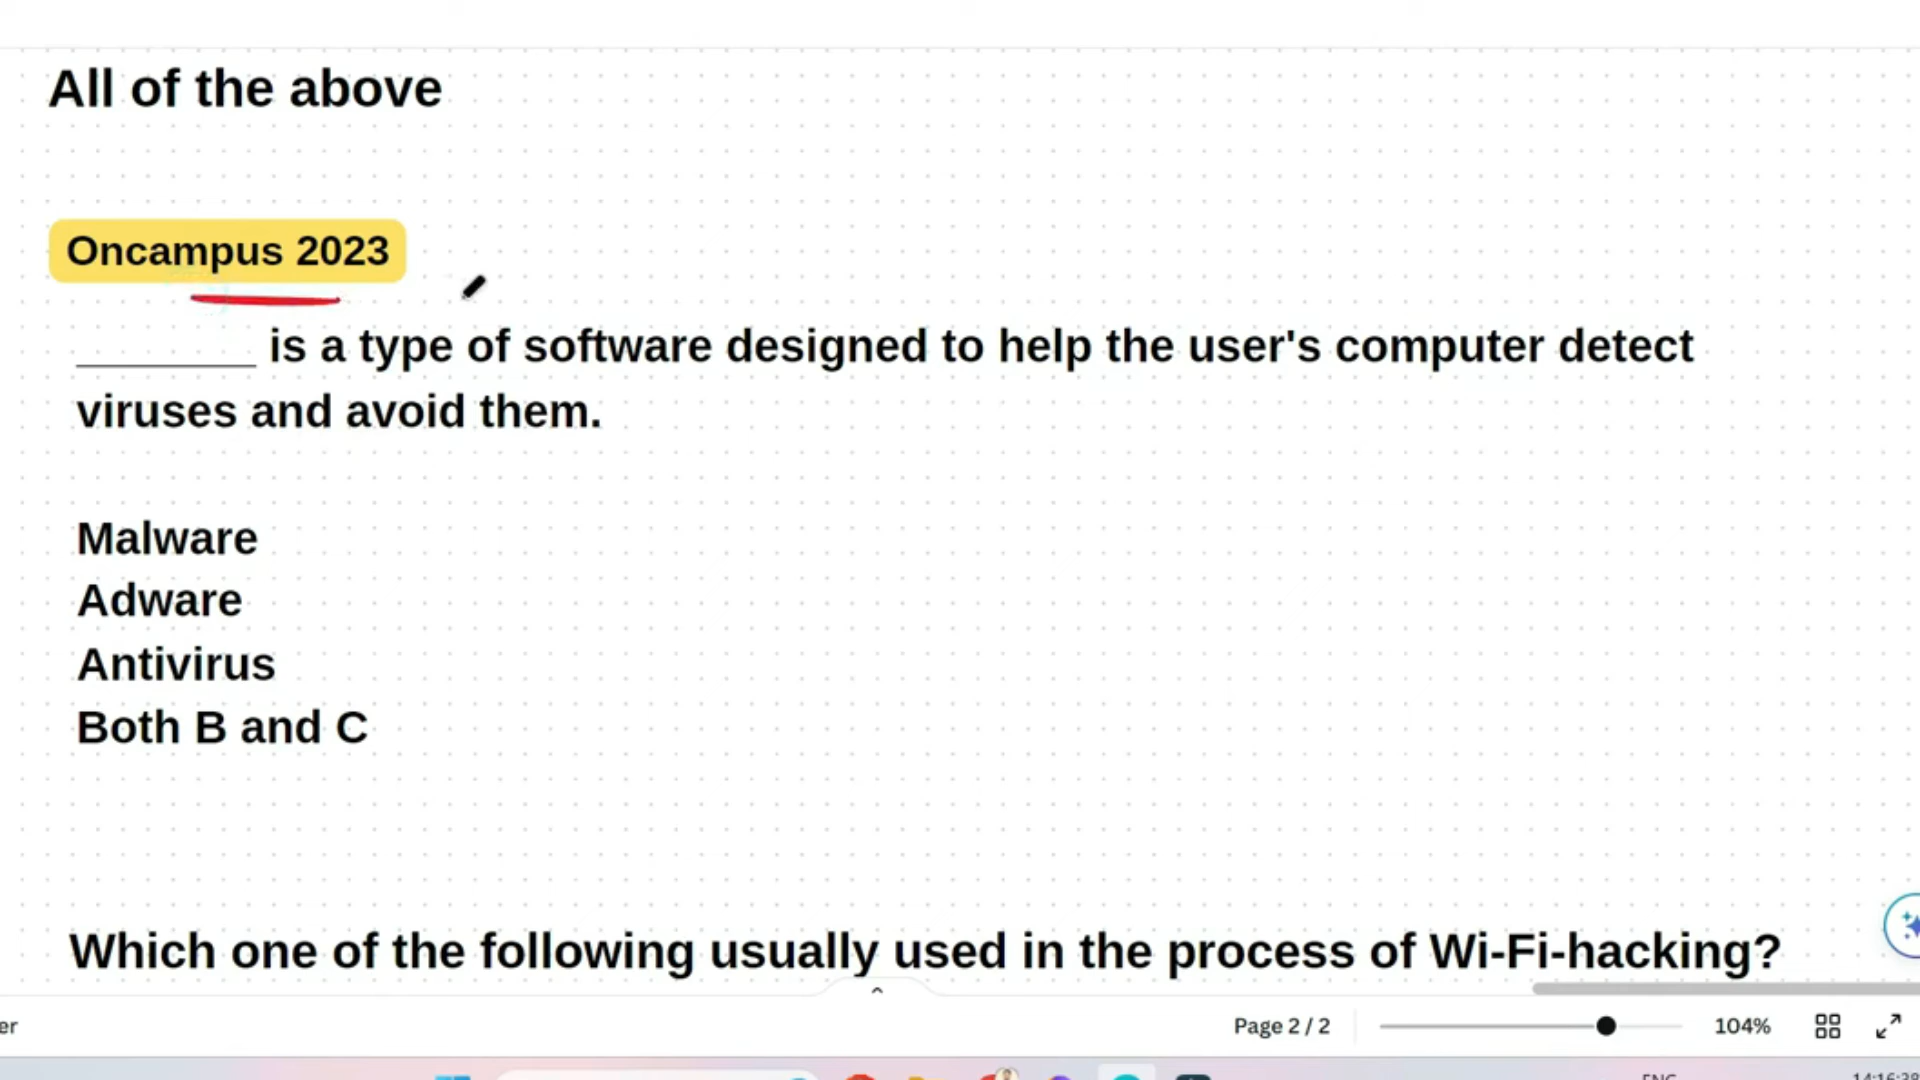 All of the above
Oncampus 2023
________ is a type of software designed to help the user's computer detect
viruses and avoid them.
Malware
Adware
Antivirus
Both B and C
Which one of the following usually used in the process of Wi-Fi-hacking?
er
Page 2 / 2
104%